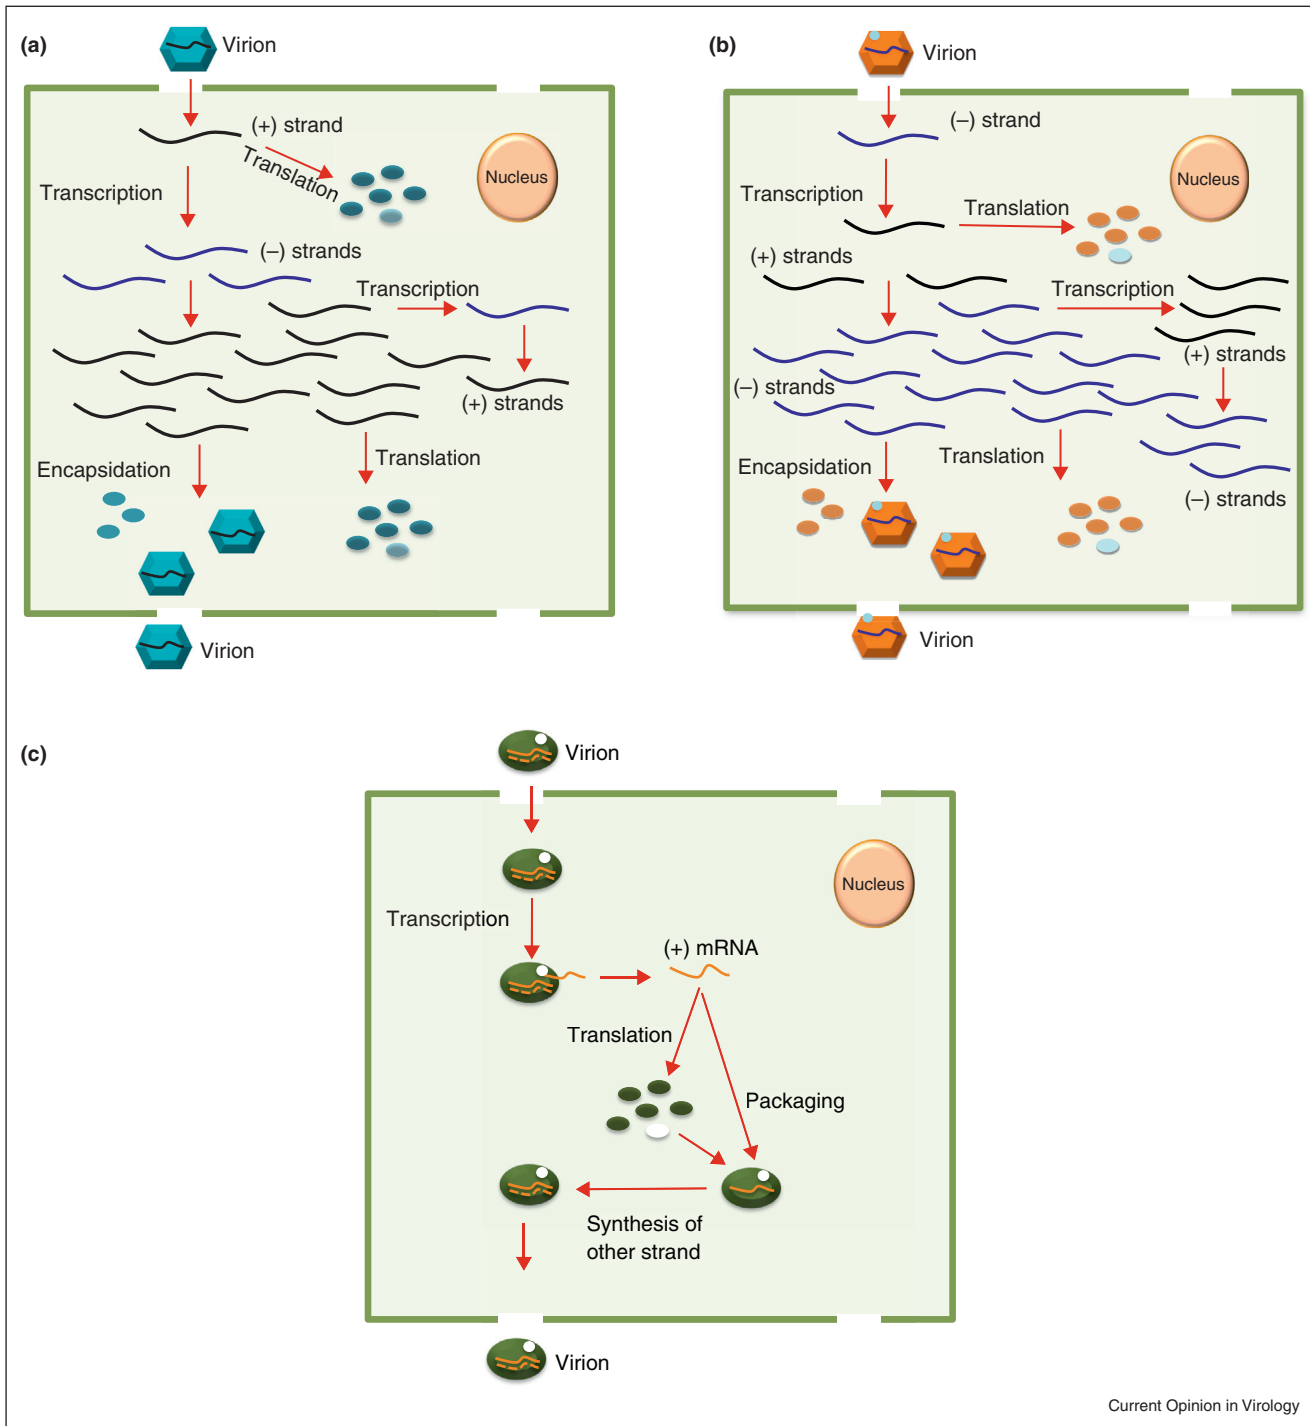 (a)
Virion
(+) strand
Translation
Nucleus
Transcription
(–) strands
Transcription
(+) strands
Encapsidation
Translation
Virion
(b)
Virion
(–) strand
Nucleus
Transcription
Translation
(+) strands
Transcription
(+) strands
(–) strands
Encapsidation
Translation
(–) strands
Virion
(c)
Virion
Nucleus
Transcription
(+) mRNA
Translation
Packaging
Synthesis of
other strand
Virion
Current Opinion in Virology